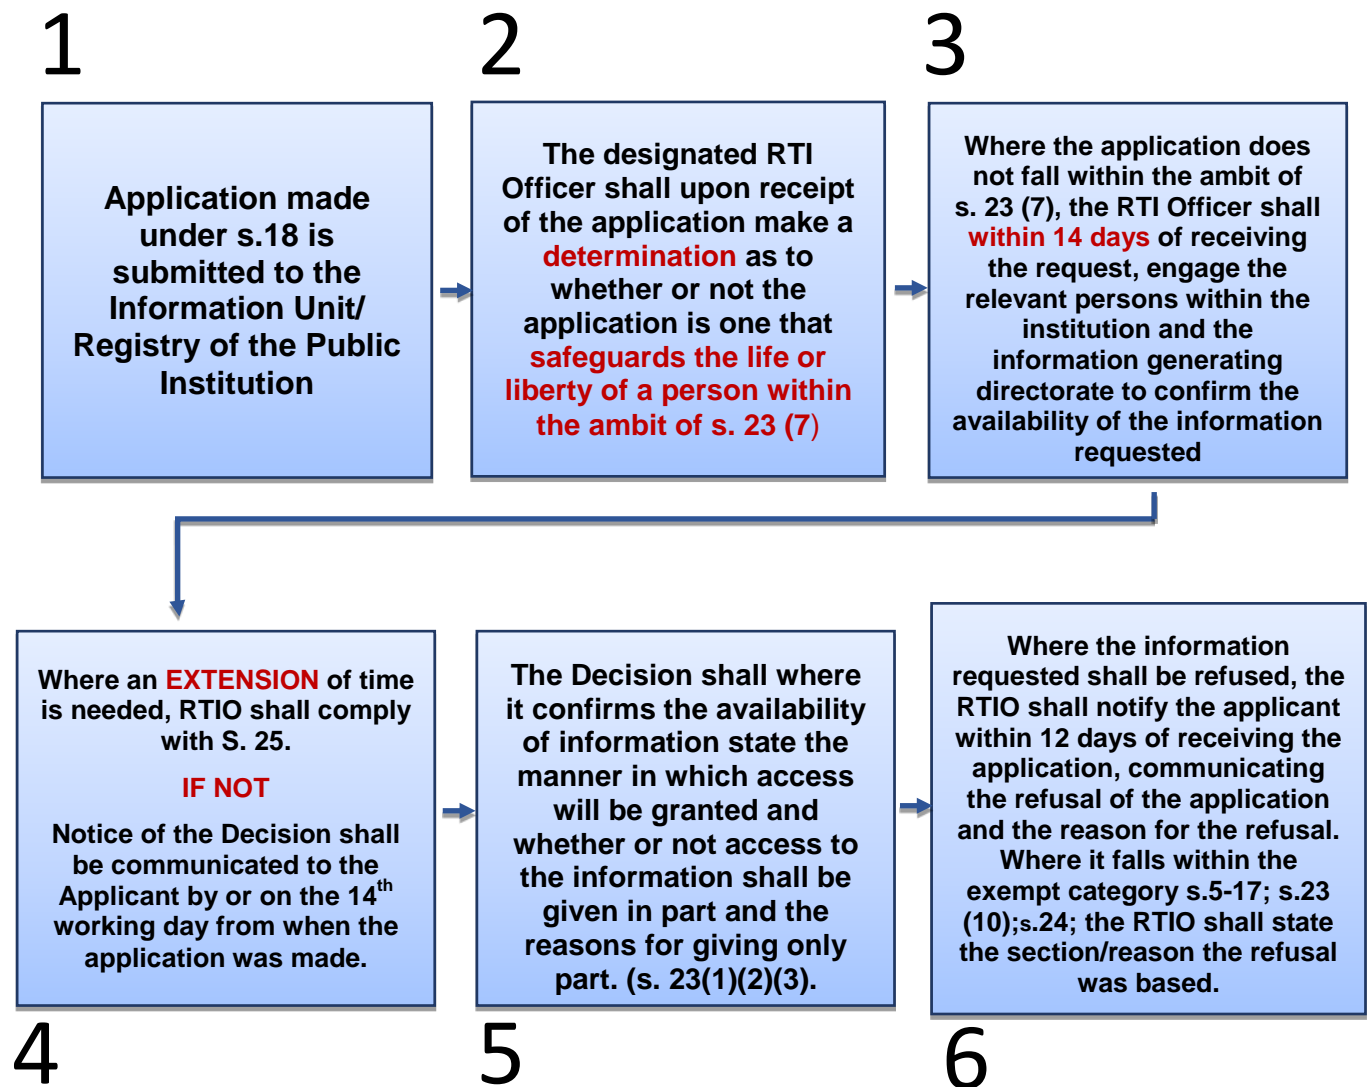 1
Application made
under s.18 is
submitted to the
Information Unit/
Registry of the Public
Institution
2
The designated RTI
Officer shall upon receipt
of the application make a
determination as to
whether or not the
application is one that
safeguards the life or
liberty of a person within
the ambit of s. 23 (7)
3
Where the application does
not fall within the ambit of
s. 23 (7), the RTI Officer shall
within 14 days of receiving
the request, engage the
relevant persons within the
institution and the
information generating
directorate to confirm the
availability of the information
requested
Where an EXTENSION of time
is needed, RTIO shall comply
with S. 25.
IF NOT
Notice of the Decision shall
be communicated to the
Applicant by or on the 14th
working day from when the
application was made.
4
The Decision shall where
it confirms the availability
of information state the
manner in which access
will be granted and
whether or not access to
the information shall be
given in part and the
reasons for giving only
part. (s. 23(1)(2)(3).
5
Where the information
requested shall be refused, the
RTIO shall notify the applicant
within 12 days of receiving the
application, communicating
the refusal of the application
and the reason for the refusal.
Where it falls within the
exempt category s.5-17; s.23
(10);s.24; the RTIO shall state
the section/reason the refusal
was based.
6